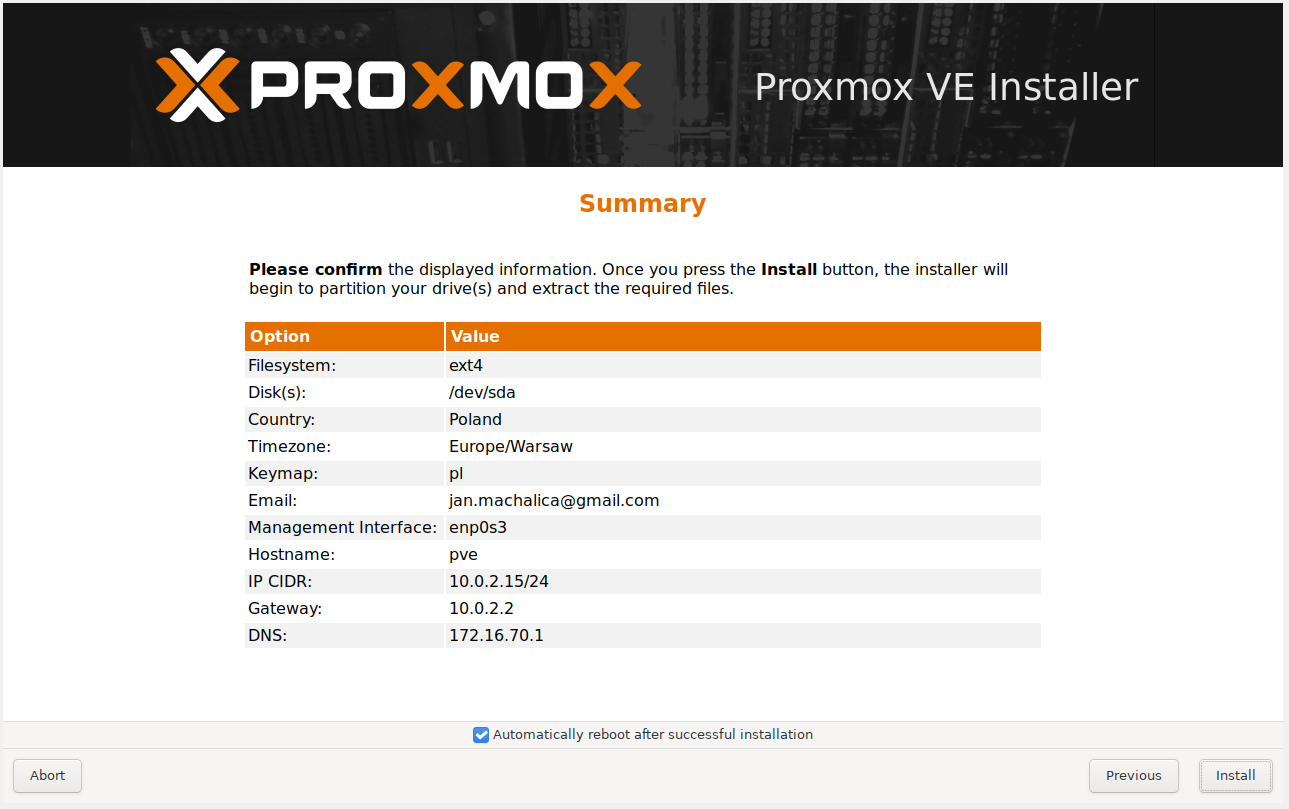 PROXMOX
Proxmox VE Installer
Summary
Please confirm the displayed information. Once you press the Install button, the installer will
begin to partition your drive(s) and extract the required files.
Option Value
Filesystem: ext4
Disk(s): /dev/sda
Country: Poland
Timezone: Europe/Warsaw
Keymap: pl
Email: jan.machalica@gmail.com
Management Interface: enp0s3
Hostname: pve
IP CIDR: 10.0.2.15/24
Gateway: 10.0.2.2
DNS: 172.16.70.1
Automatically reboot after successful installation
Abort Previous Install